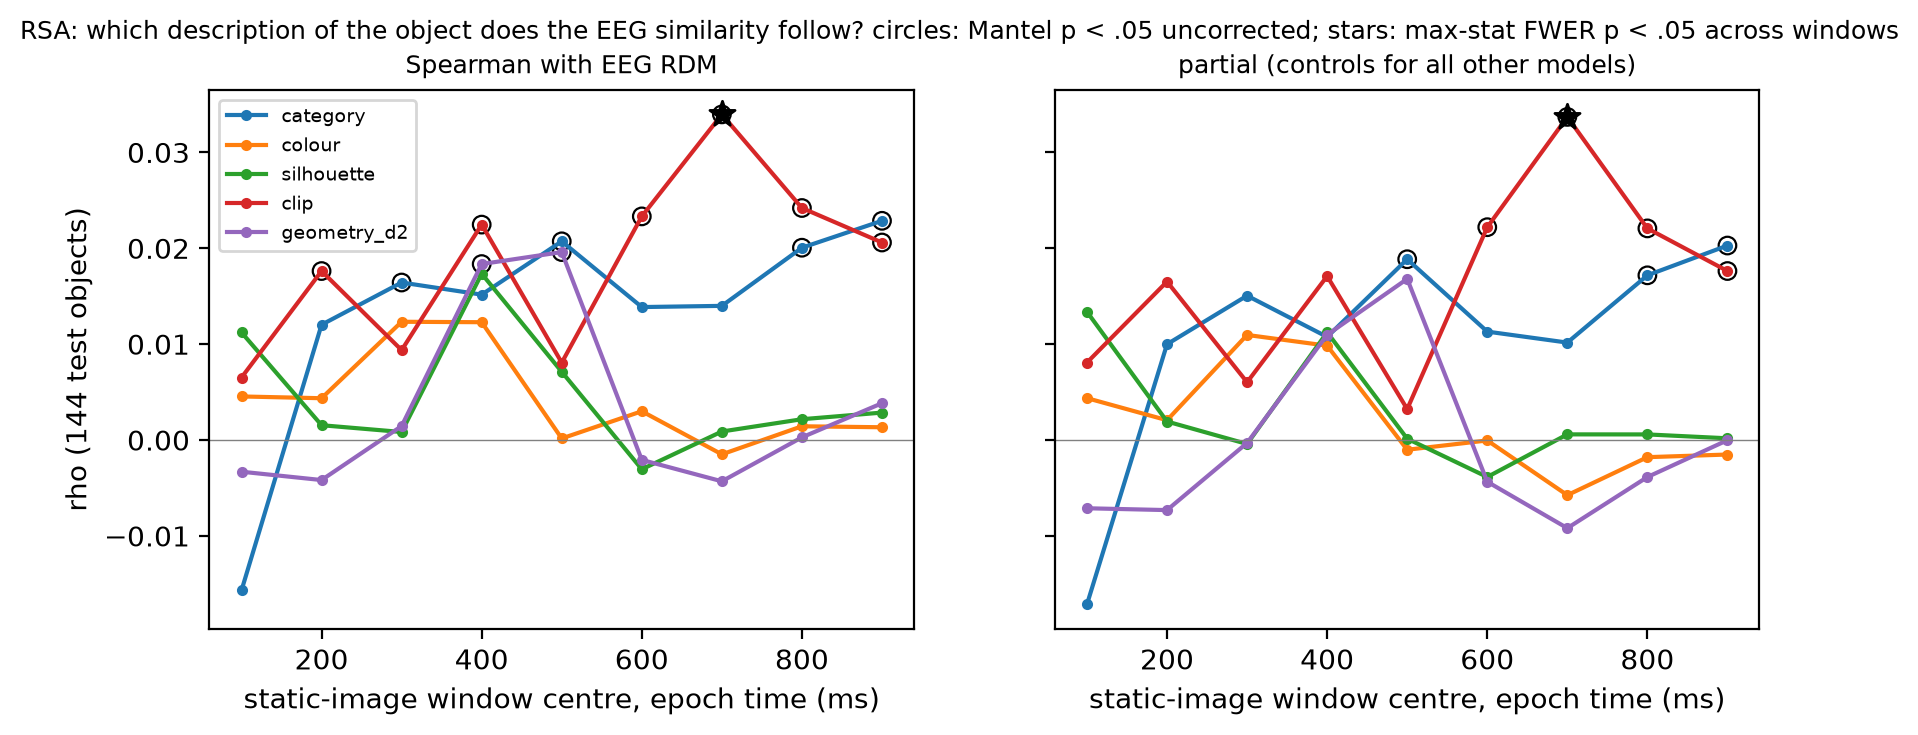 RSA: which description of the object does the EEG similarity follow? circles: Mantel p < .05 uncorrected; stars: max-stat FWER p < .05 across windows
Spearman with EEG RDM
partial (controls for all other models)
category
colour
silhouette
clip
geometry_d2
rho (144 test objects)
0.03
0.02
0.01
0.00
−0.01
200 400 600 800
200 400 600 800
static-image window centre, epoch time (ms)
static-image window centre, epoch time (ms)